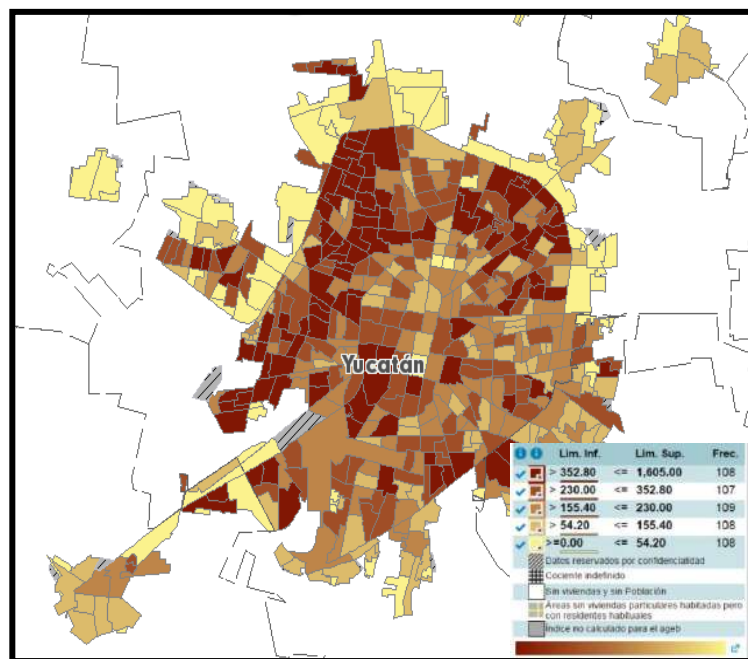 Yucatán
Lim. Inf. Lim. Sup. Frec.
> 352.80 <= 1,605.00 108
> 230.00 <= 352.80 107
> 155.40 <= 230.00 109
> 54.20 <= 155.40 108
>=0.00 <= 54.20 108
Datos reservados por confidencialidad
Cociente indefinido
Sin viviendas y sin Población
Áreas sin viviendas particulares habitadas pero
con residentes habituales
Índice no calculado para el ageb